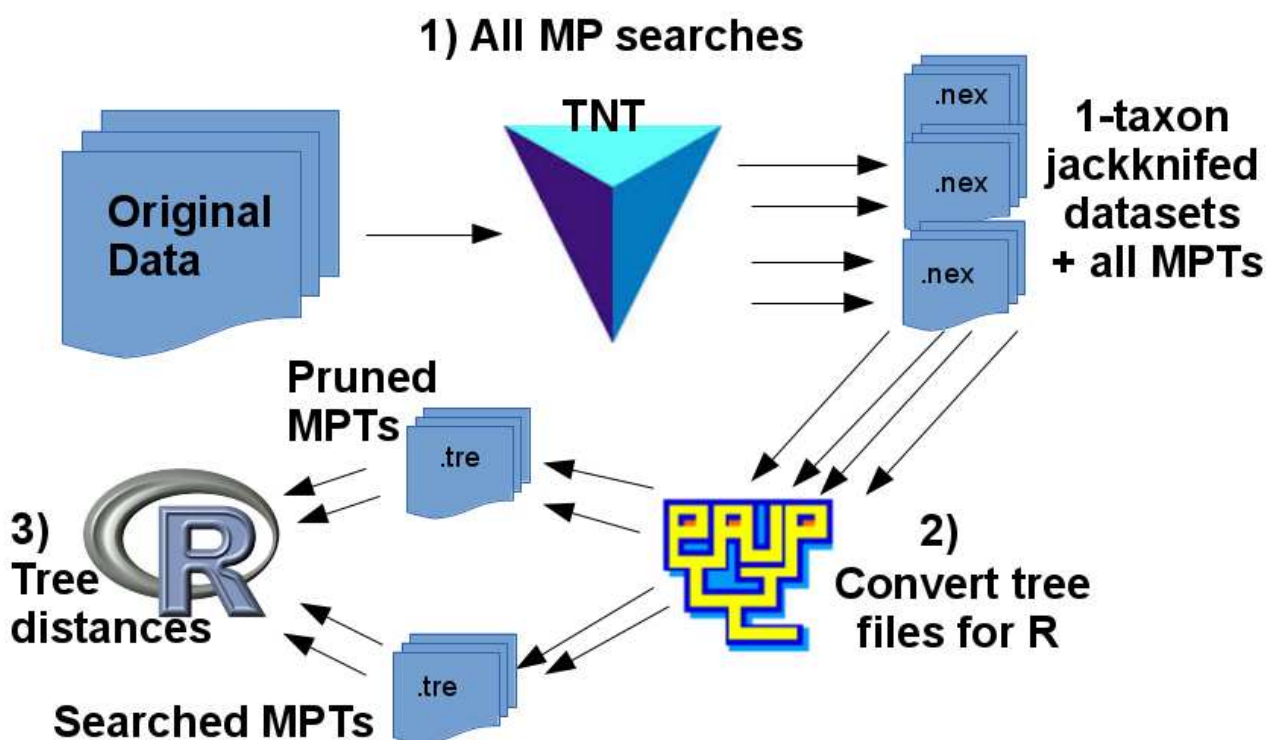 1) All MP searches
TNT
Original
Data
.nex
.nex
.nex
1-taxon
jackknifed
datasets
+ all MPTs
Pruned
MPTs
.tre
3)
Tree
distances
R
PAUP
2)
Convert tree
files for R
.tre
Searched MPTs